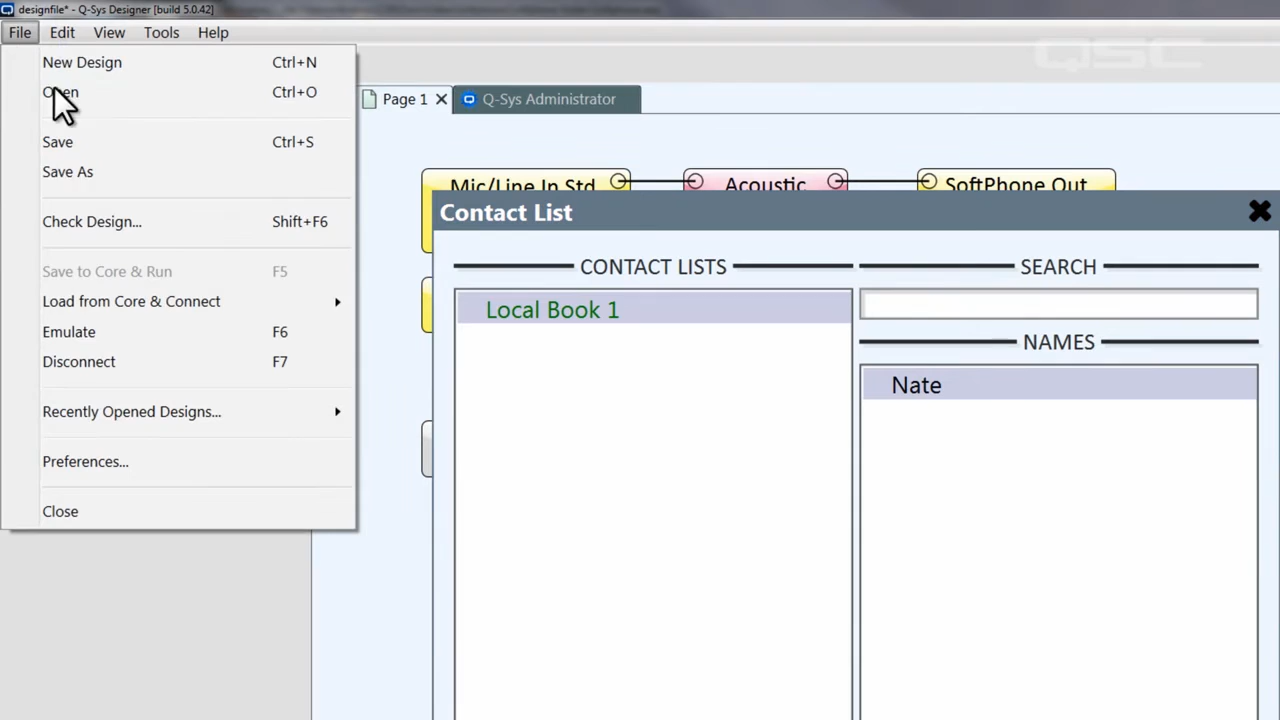 designfile* - Q-Sys Designer [build 5.0.42]
File Edit View Tools Help
QSC
New Design Ctrl+N
Open Ctrl+O
Save Ctrl+S
Save As
Check Design... Shift+F6
Save to Core & Run F5
Load from Core & Connect
Emulate F6
Disconnect F7
Recently Opened Designs...
Preferences...
Close
Page 1
Q-Sys Administrator
Mic/Line In Std
Acoustic
SoftPhone Out
Contact List
CONTACT LISTS
Local Book 1
SEARCH
NAMES
Nate